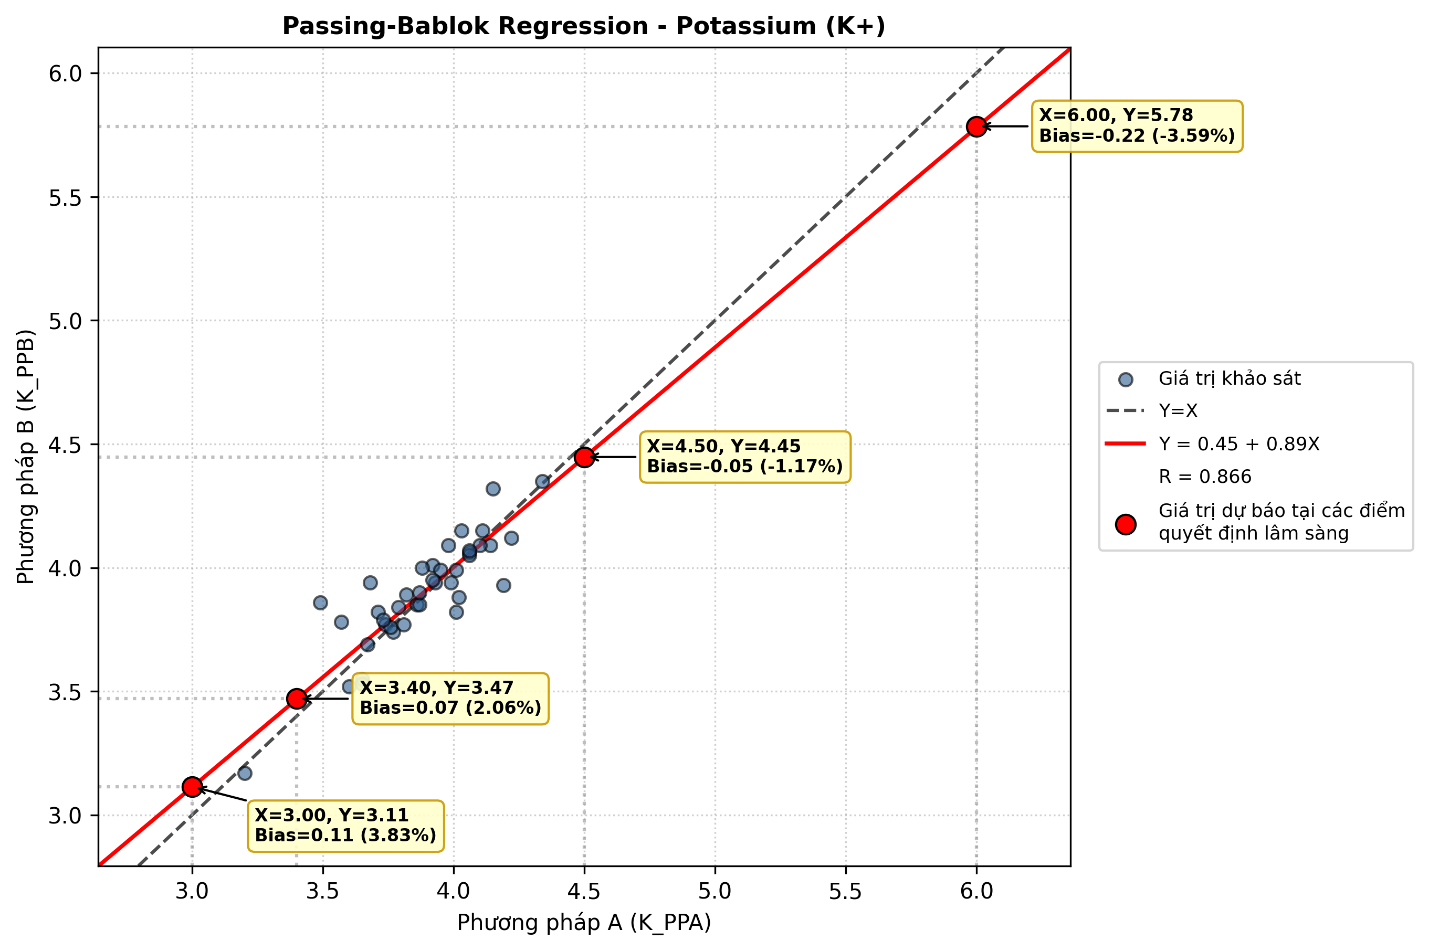 Passing-Bablok Regression - Potassium (K+)
Phương pháp B (K_PPB)
6.0
5.5
5.0
4.5
4.0
3.5
3.0
X=6.00, Y=5.78
Bias=-0.22 (-3.59%)
X=4.50, Y=4.45
Bias=-0.05 (-1.17%)
X=3.40, Y=3.47
Bias=0.07 (2.06%)
X=3.00, Y=3.11
Bias=0.11 (3.83%)
3.0 3.5 4.0 4.5 5.0 5.5 6.0
Phương pháp A (K_PPA)
Giá trị khảo sát
Y=X
Y = 0.45 + 0.89X
R = 0.866
Giá trị dự báo tại các điểm
quyết định lâm sàng